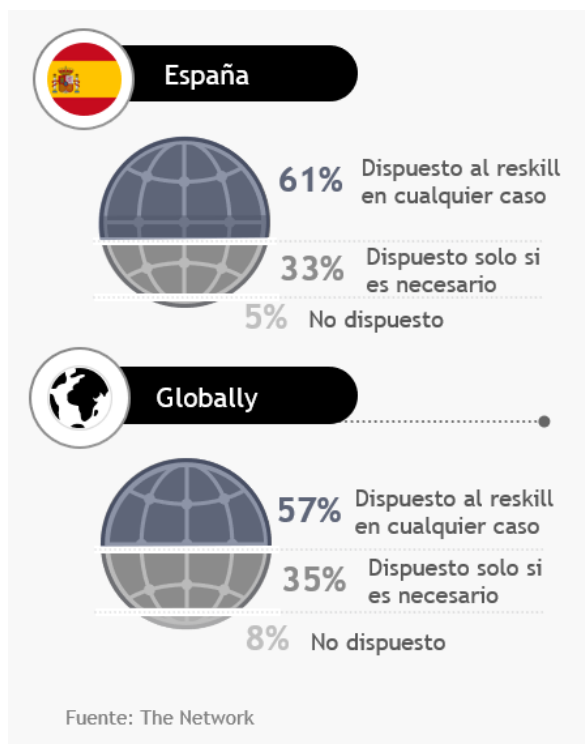 España
61%
Dispuesto al reskill
en cualquier caso
33%
Dispuesto solo si
es necesario
5%
No dispuesto
Globally
57%
Dispuesto al reskill
en cualquier caso
35%
Dispuesto solo si
es necesario
8%
No dispuesto
Fuente: The Network